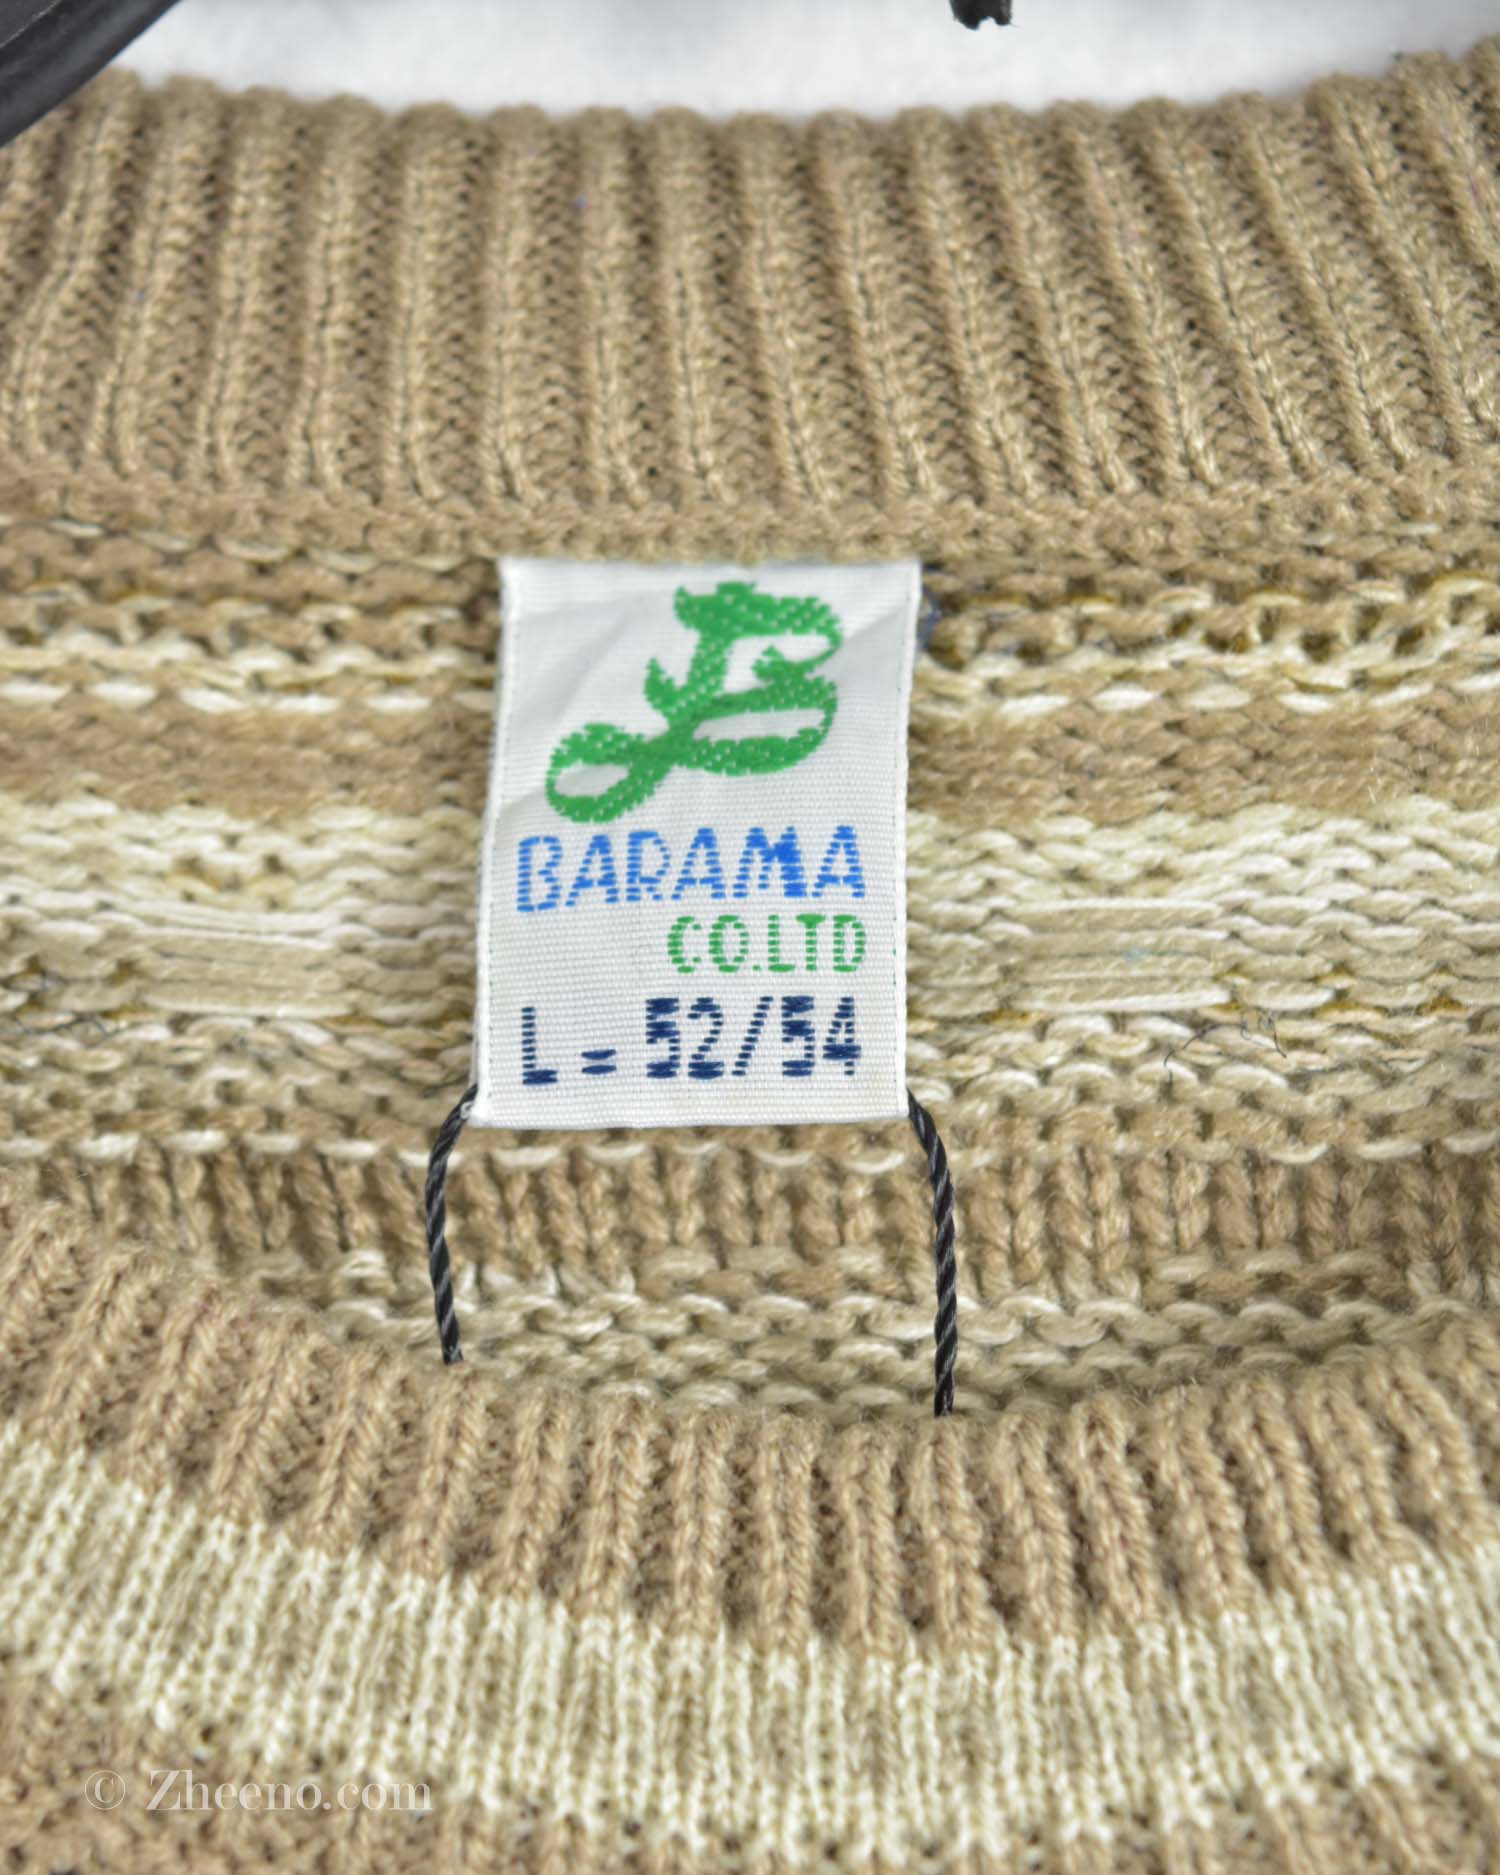 B
BARAMA
CO.LTD
L = 52/54
© Zheeno.com